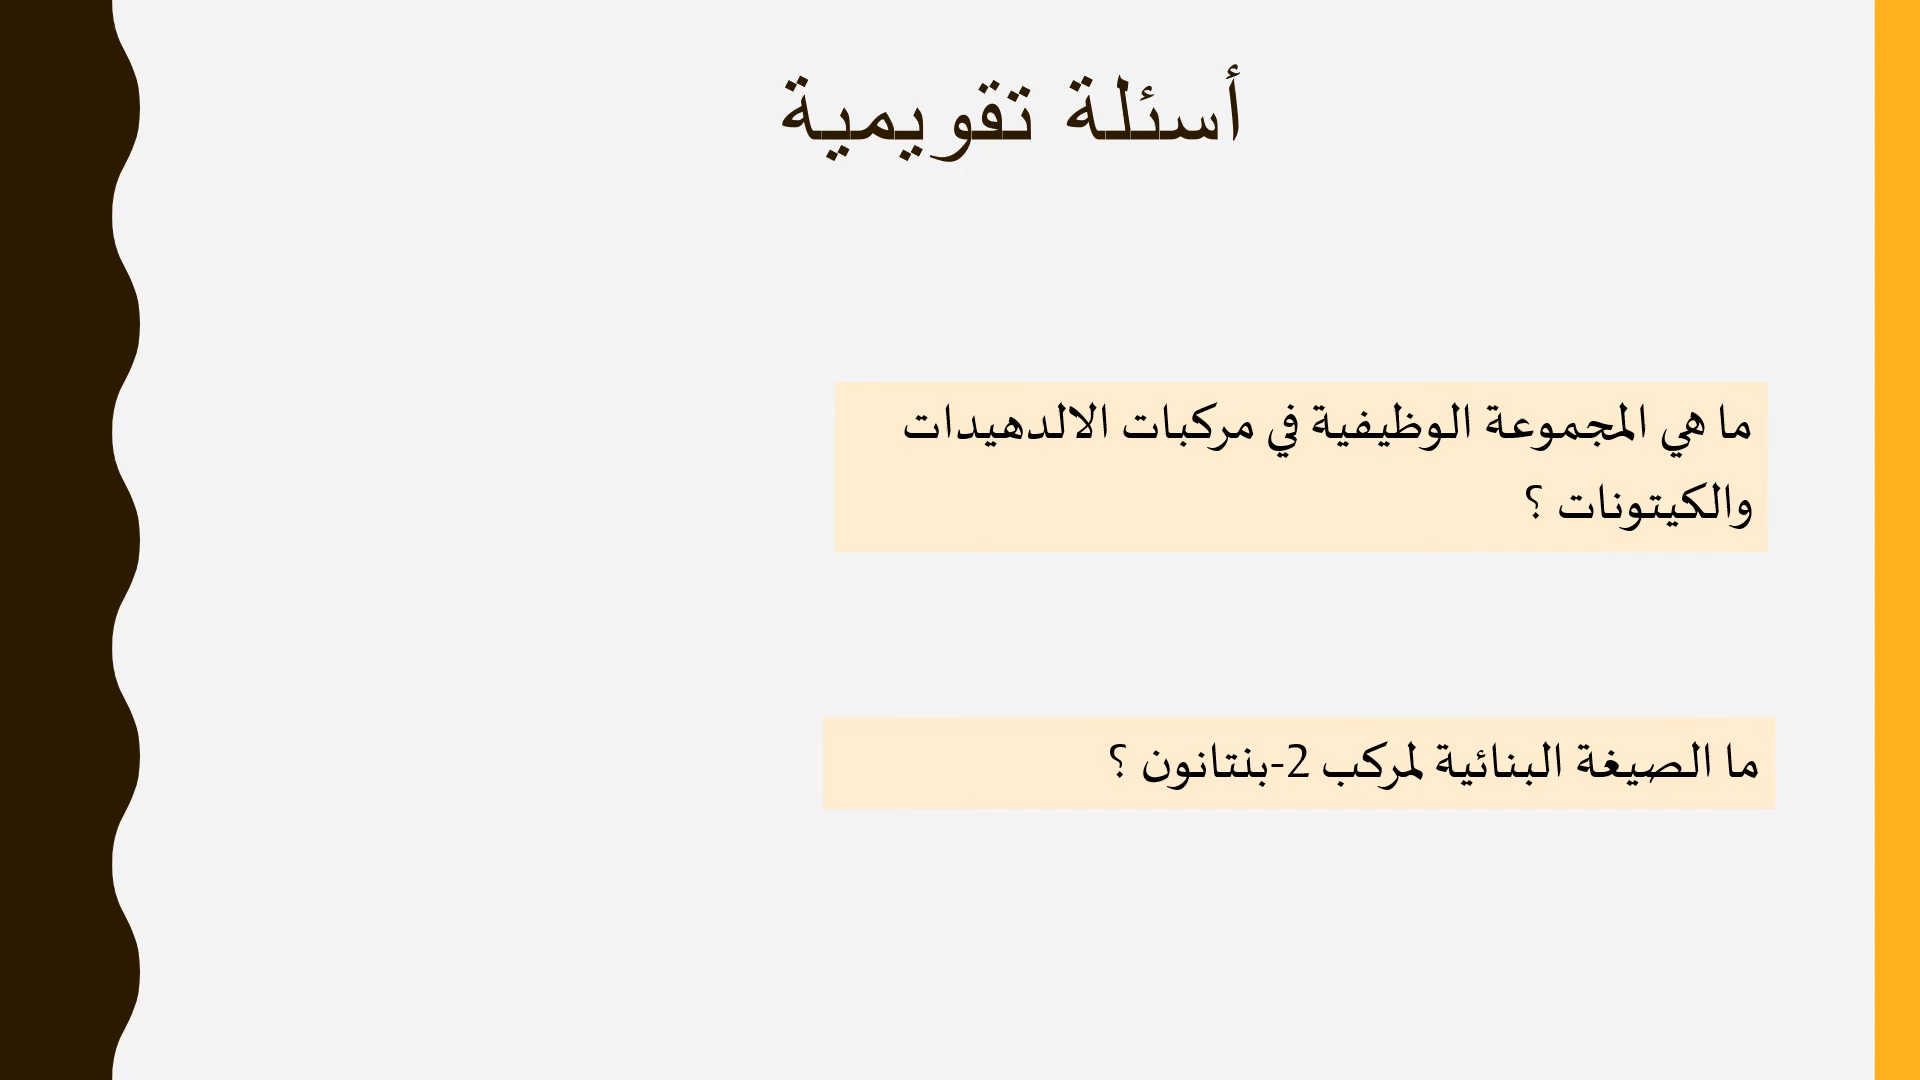 أسئلة تقويمية
ما هي المجموعة الوظيفية في مركبات الالدهيدات
والكيتونات ؟
ما الصيغة البنائية لمركب 2-بنتانون ؟